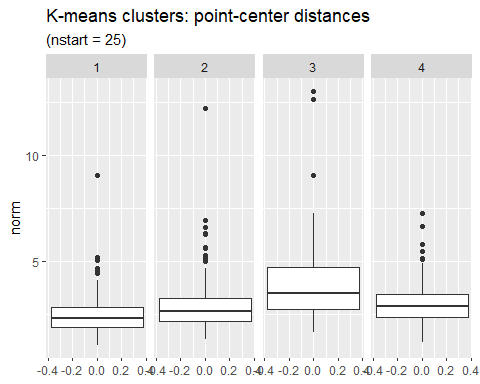 K-means clusters: point-center distances
(nstart = 25)
1 2 3 4
10
5
norm
-0.4 -0.2 0.0 0.2 0.4 -0.4 -0.2 0.0 0.2 0.4 -0.4 -0.2 0.0 0.2 0.4 -0.4 -0.2 0.0 0.2 0.4